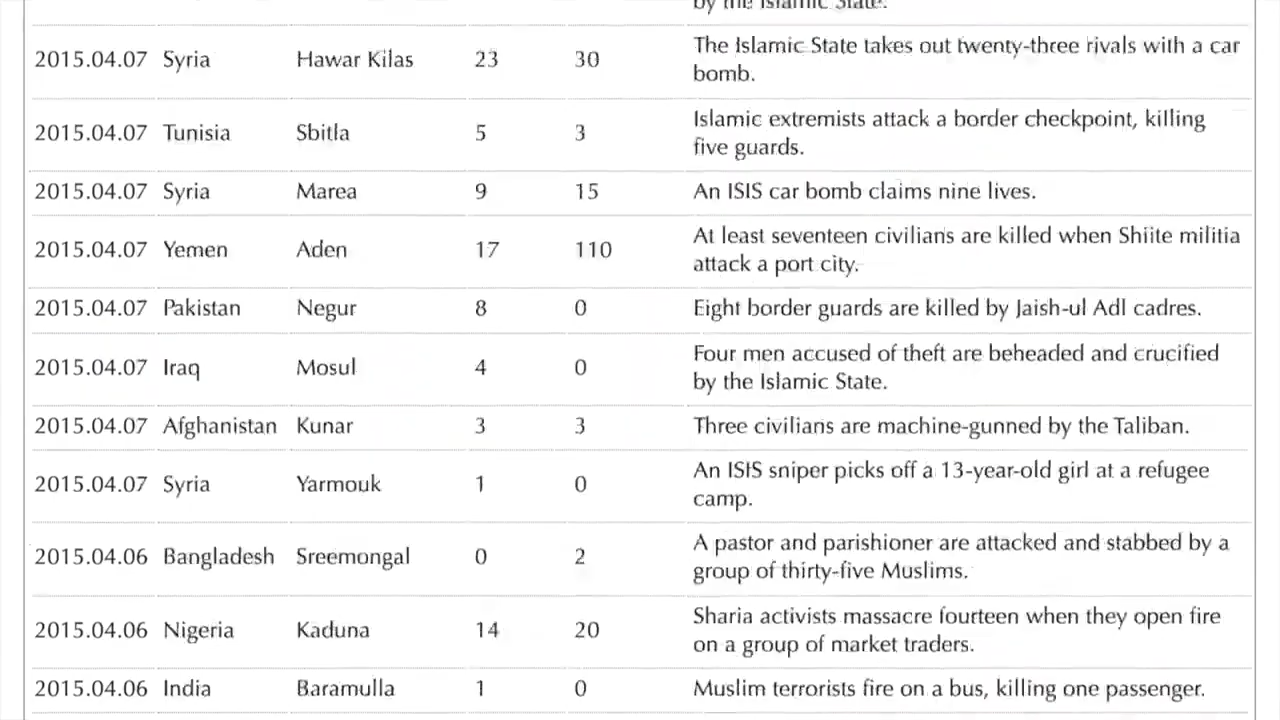 by the Islamic State.
2015.04.07 Syria Hawar Kilas 23 30 The Islamic State takes out twenty-three rivals with a car
bomb.
2015.04.07 Tunisia Sbitla 5 3 Islamic extremists attack a border checkpoint, killing
five guards.
2015.04.07 Syria Marea 9 15 An ISIS car bomb claims nine lives.
2015.04.07 Yemen Aden 17 110 At least seventeen civilians are killed when Shiite militia
attack a port city.
2015.04.07 Pakistan Negur 8 0 Eight border guards are killed by Jaish-ul Adl cadres.
2015.04.07 Iraq Mosul 4 0 Four men accused of theft are beheaded and crucified
by the Islamic State.
2015.04.07 Afghanistan Kunar 3 3 Three civilians are machine-gunned by the Taliban.
2015.04.07 Syria Yarmouk 1 0 An ISIS sniper picks off a 13-year-old girl at a refugee
camp.
2015.04.06 Bangladesh Sreemongal 0 2 A pastor and parishioner are attacked and stabbed by a
group of thirty-five Muslims.
2015.04.06 Nigeria Kaduna 14 20 Sharia activists massacre fourteen when they open fire
on a group of market traders.
2015.04.06 India Baramulla 1 0 Muslim terrorists fire on a bus, killing one passenger.